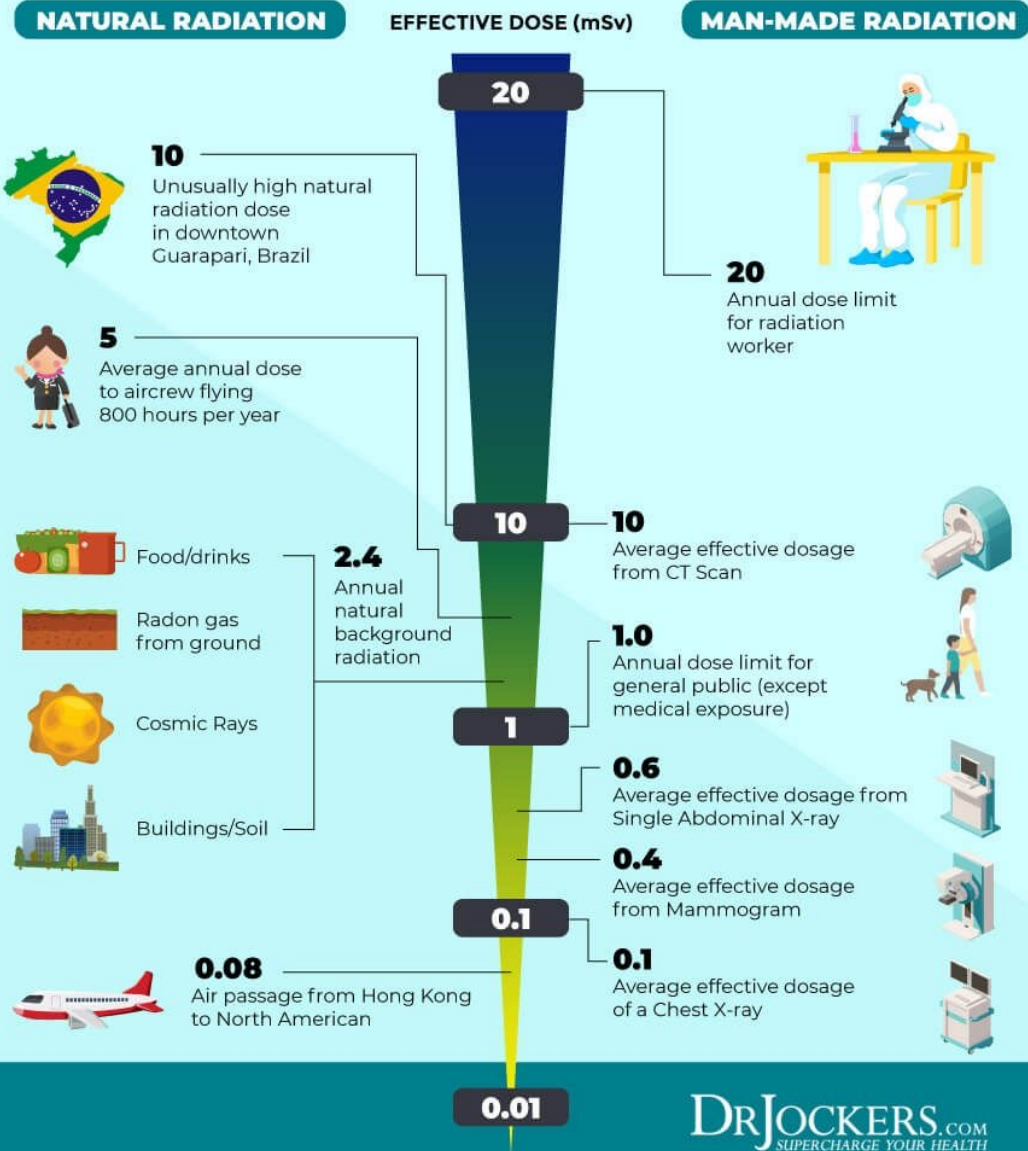 NATURAL RADIATION
EFFECTIVE DOSE (mSv)
MAN-MADE RADIATION
20
10
Unusually high natural
radiation dose
in downtown
Guarapari, Brazil
20
Annual dose limit
for radiation
worker
5
Average annual dose
to aircrew flying
800 hours per year
10
10
Average effective dosage
from CT Scan
Food/drinks
Radon gas
from ground
Cosmic Rays
Buildings/Soil
2.4
Annual
natural
background
radiation
1.0
Annual dose limit for
general public (except
medical exposure)
1
0.6
Average effective dosage from
Single Abdominal X-ray
0.4
Average effective dosage
from Mammogram
0.1
0.1
Average effective dosage
of a Chest X-ray
0.08
Air passage from Hong Kong
to North American
0.01
DRJOCKERS.COM
SUPERCHARGE YOUR HEALTH